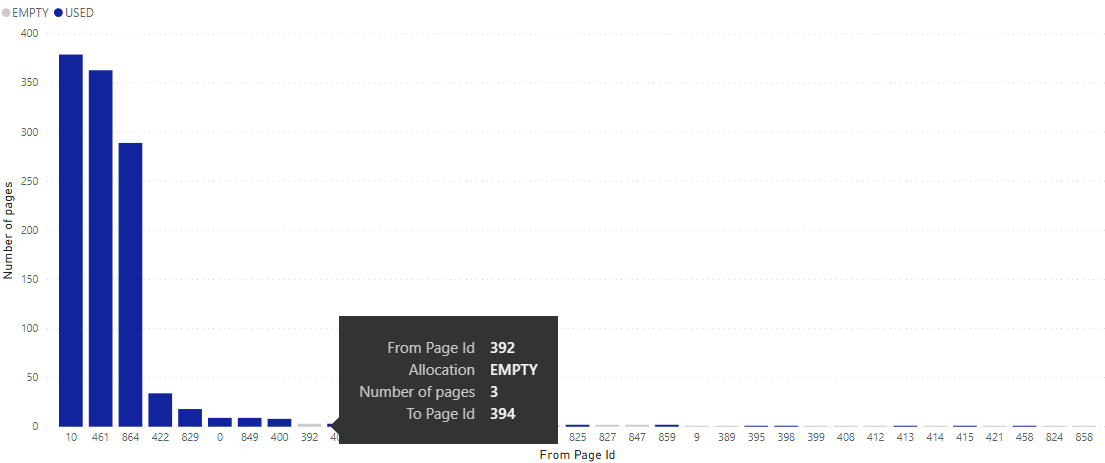 EMPTY USED
400
350
300
250
200
150
100
50
0
Number of pages
From Page Id 392
Allocation EMPTY
Number of pages 3
To Page Id 394
10 461 864 422 829 0 849 400 392 825 827 847 859 9 389 395 398 399 408 412 413 414 415 421 458 824 858
From Page Id